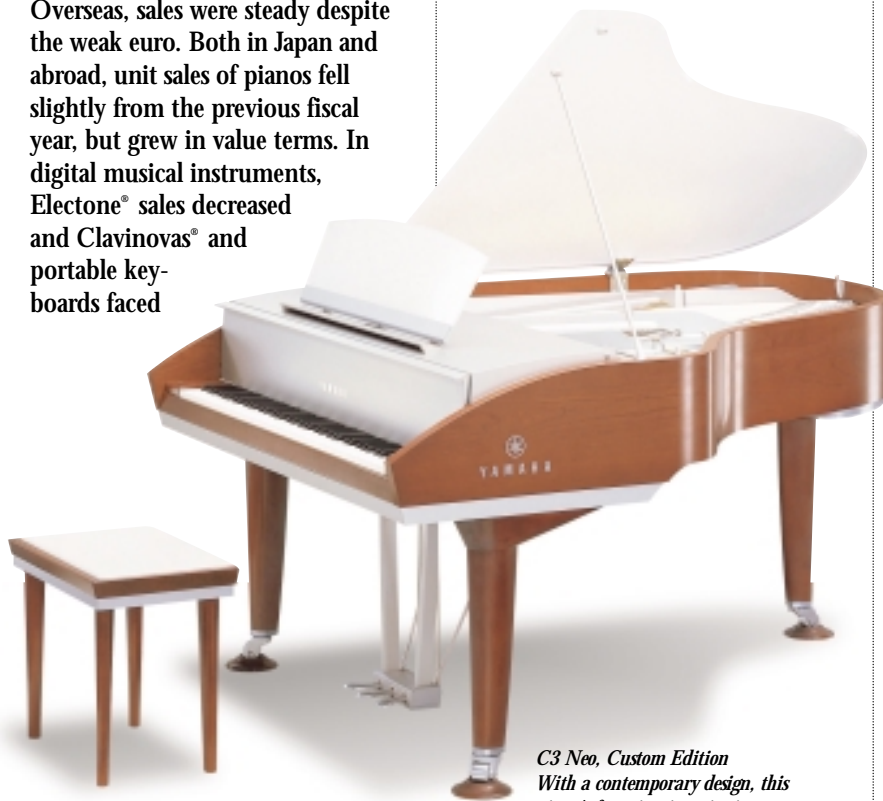 Overseas, sales were steady despite
the weak euro. Both in Japan and
abroad, unit sales of pianos fell
slightly from the previous fiscal
year, but grew in value terms. In
digital musical instruments,
Electone® sales decreased
and Clavinovas® and
portable key-
boards faced
YAMAHA
YAMAHA
C3 Neo, Custom Edition
With a contemporary design, this